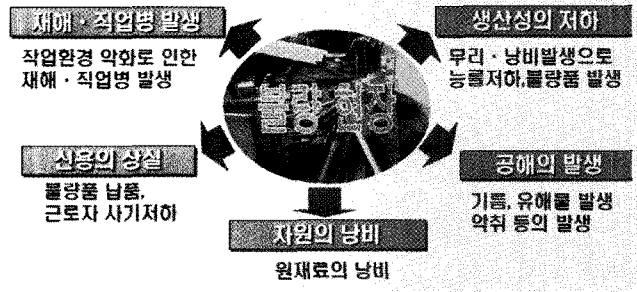 재해 · 직업병 발생
작업환경 악화로 인한
재해 · 직업병 발생
생산성의 저하
무리 · 낭비발생으로
능률저하,불량품 발생
신용의 상실
불량품 납품,
근로자 사기저하
공해의 발생
기름, 유해물 발생
악취 등의 발생
자원의 낭비
원재료의 낭비